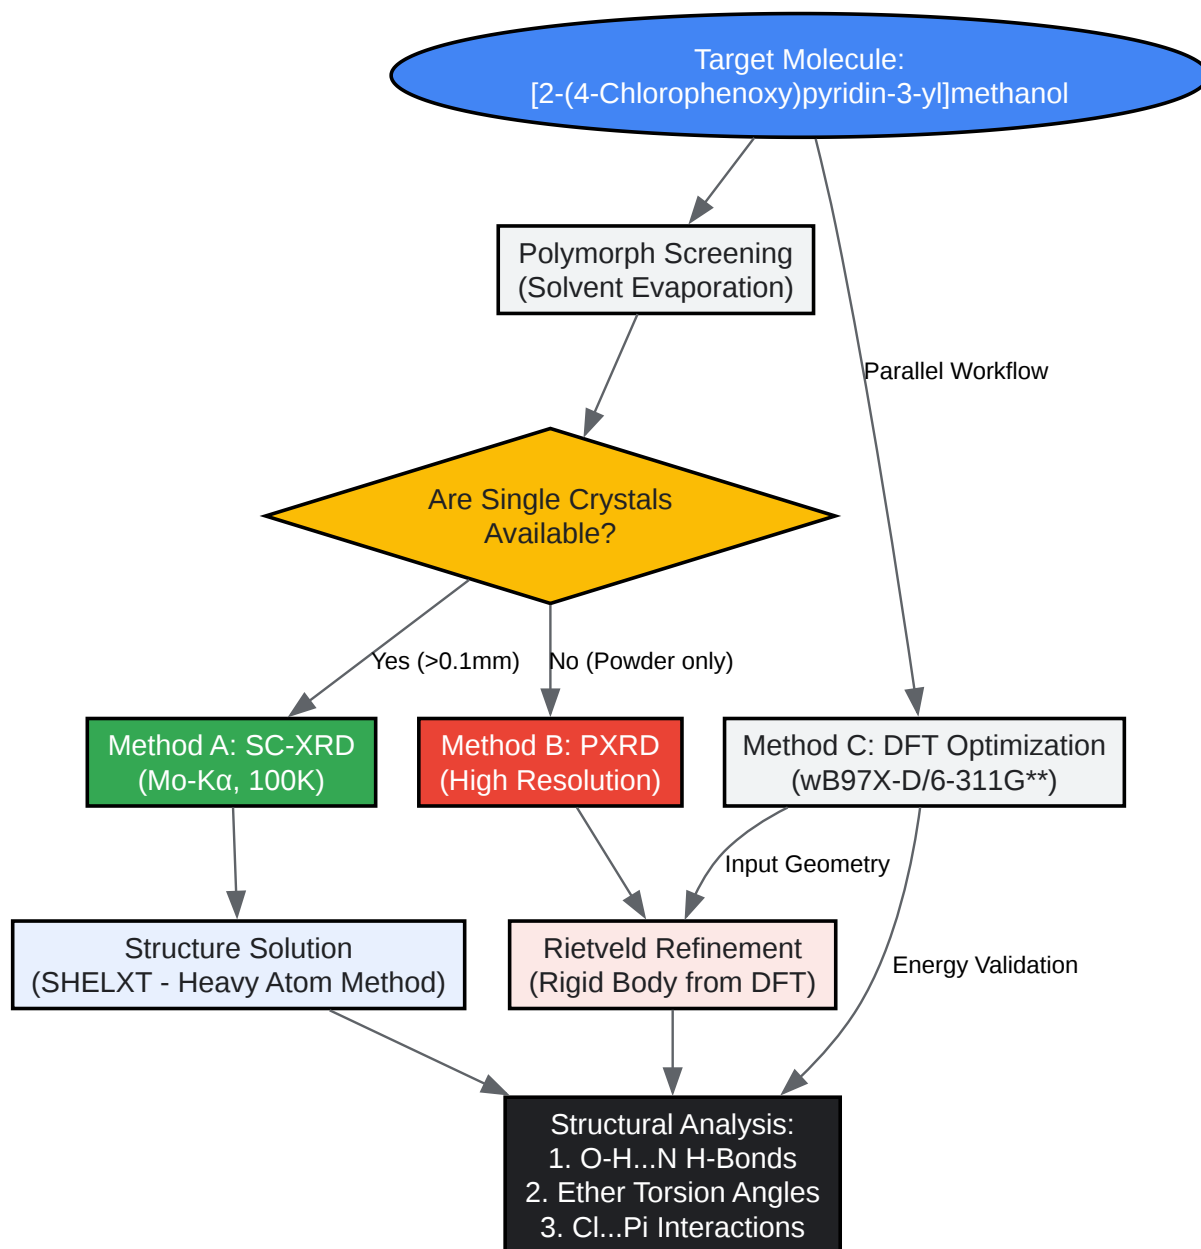 Target Molecule:
[2-(4-Chlorophenoxy)pyridin-3-yl]methanol
Polymorph Screening
(Solvent Evaporation)
Parallel Workflow
Are Single Crystals
Available?
Yes (>0.1mm)
No (Powder only)
Method A: SC-XRD
(Mo-Kα, 100K)
Method B: PXRD
(High Resolution)
Method C: DFT Optimization
(wB97X-D/6-311G**)
Input Geometry
Structure Solution
(SHELXT - Heavy Atom Method)
Rietveld Refinement
(Rigid Body from DFT)
Energy Validation
Structural Analysis:
1. O-H...N H-Bonds
2. Ether Torsion Angles
3. Cl...Pi Interactions